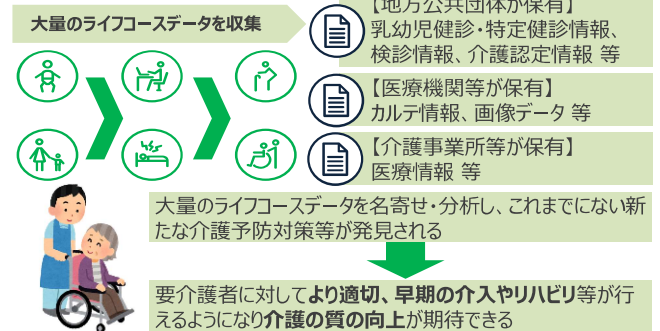 大量のライフコースデータを収集
【地方公共団体が保有】
乳幼児健診・特定健診情報、
検診情報、介護認定情報 等
【医療機関等が保有】
カルテ情報、画像データ 等
【介護事業所等が保有】
医療情報 等
大量のライフコースデータを名寄せ・分析し、これまでにない新
たな介護予防対策等が発見される
要介護者に対してより適切、早期の介入やリハビリ等が行
えるようになり介護の質の向上が期待できる